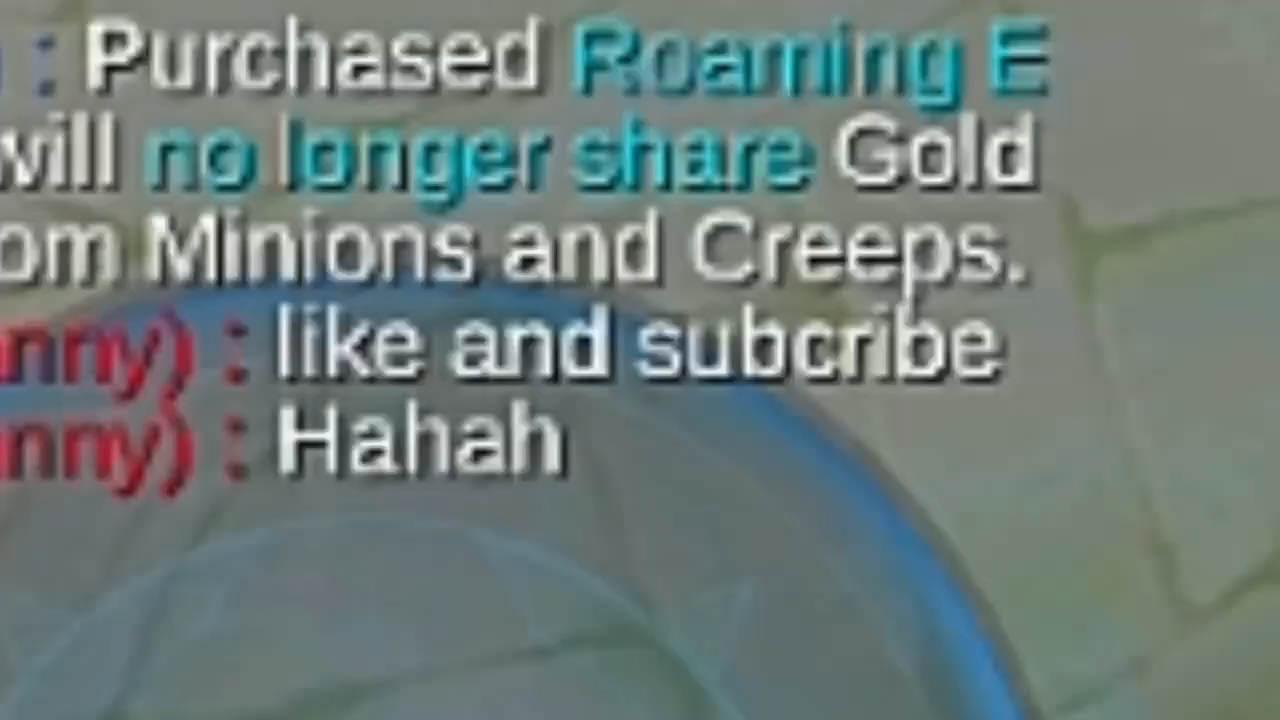 : Purchased Roaming E
will no longer share Gold
om Minions and Creeps.
nny) : like and subcribe
nny) : Hahah